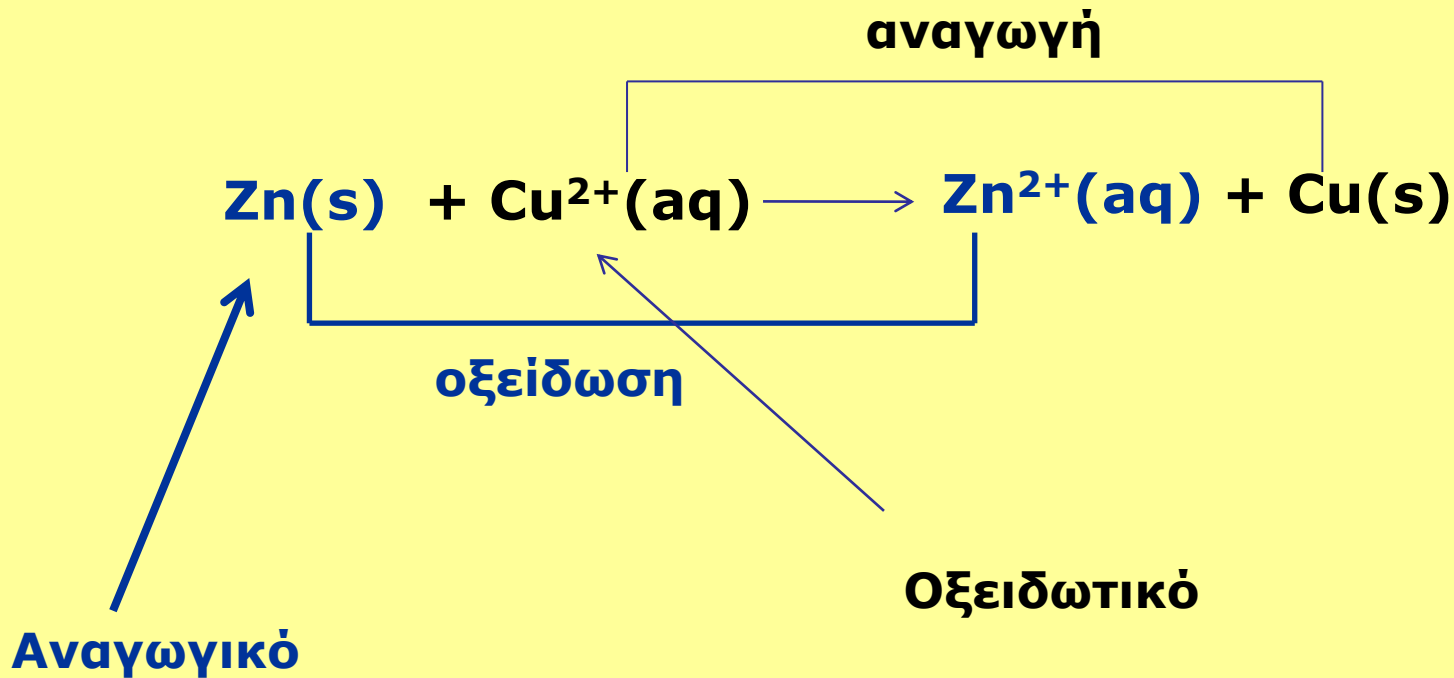 αναγωγή
Zn(s) + Cu²⁺(aq) → Zn²⁺(aq) + Cu(s)
οξείδωση
Οξειδωτικό
Αναγωγικό